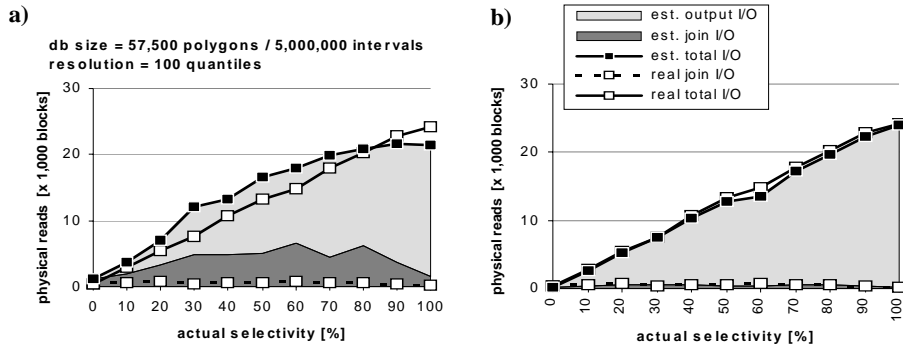 a)
db size = 57,500 polygons / 5,000,000 intervals
resolution = 100 quantiles
physical reads [x 1,000 blocks]
30
20
10
0
0 10 20 30 40 50 60 70 80 90 100
actual selectivity [%]
b)
est. output I/O
est. join I/O
est. total I/O
real join I/O
real total I/O
physical reads [x 1,000 blocks]
30
20
10
0
0 10 20 30 40 50 60 70 80 90 100
actual selectivity [%]